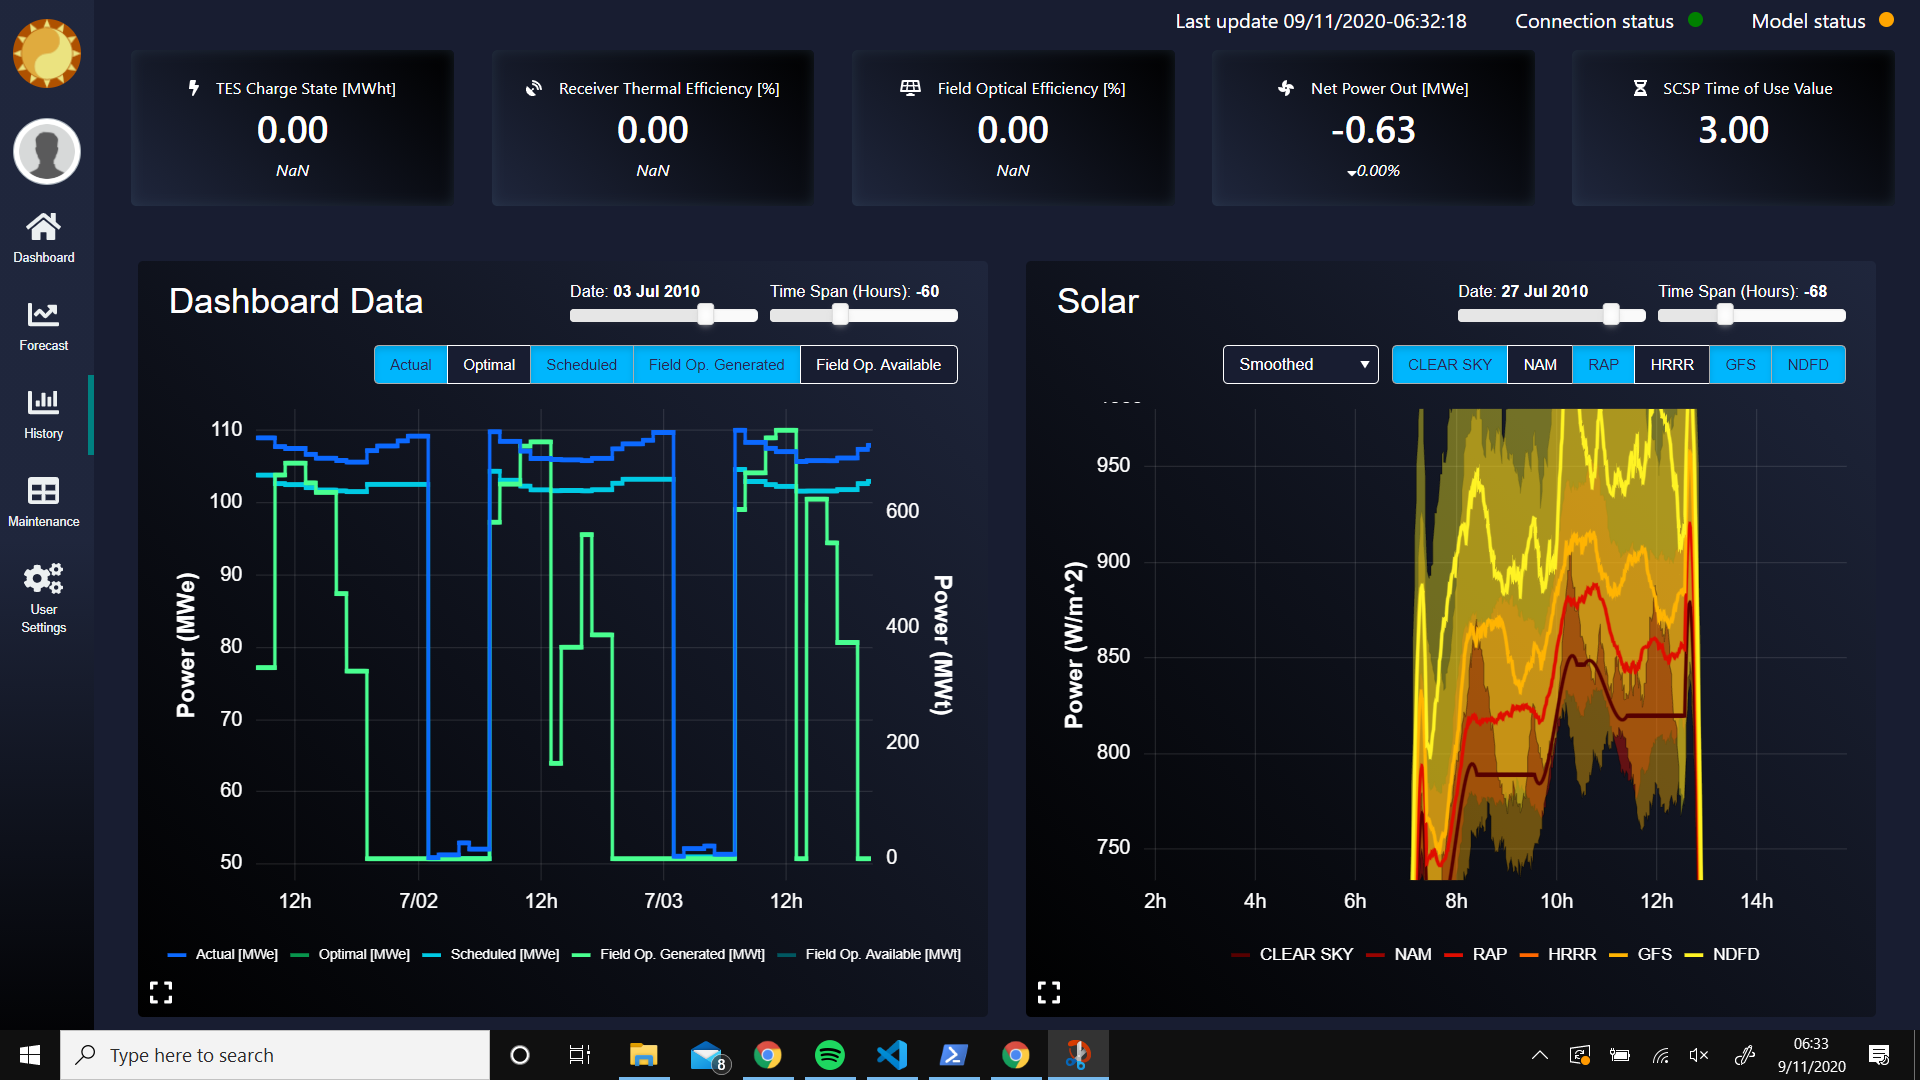 Last update 09/11/2020-06:32:18 Connection status Model status
TES Charge State [MWht]
0.00
NaN
Receiver Thermal Efficiency [%]
0.00
NaN
Field Optical Efficiency [%]
0.00
NaN
Net Power Out [MWe]
-0.63
0.00%
SCSP Time of Use Value
3.00
Dashboard
Forecast
History
Maintenance
User
Settings
Dashboard Data
Date: 03 Jul 2010
Time Span (Hours): -60
Actual Optimal Scheduled Field Op. Generated Field Op. Available
110
100
90
80
70
60
50
Power (MWe)
600
400
200
0
Power (MWt)
12h 7/02 12h 7/03 12h
Actual [MWe] Optimal [MWe] Scheduled [MWe] Field Op. Generated [MWt] Field Op. Available [MWt]
Solar
Date: 27 Jul 2010
Time Span (Hours): -68
Smoothed
CLEAR SKY NAM RAP HRRR GFS NDFD
950
900
850
800
750
Power (W/m^2)
2h 4h 6h 8h 10h 12h 14h
CLEAR SKY NAM RAP HRRR GFS NDFD
Type here to search
8
06:33
9/11/2020